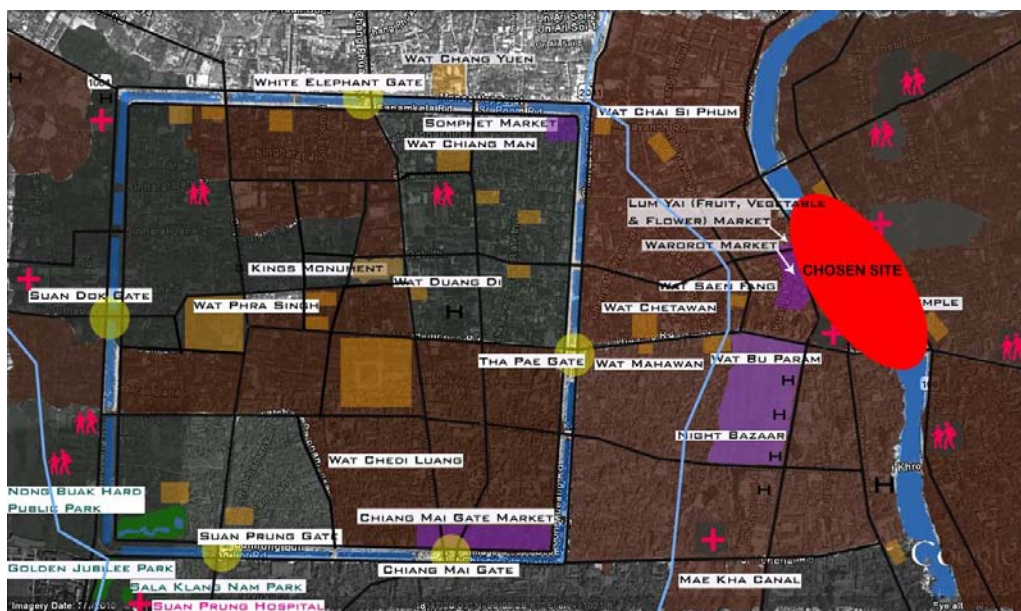 WAT CHANG YUEN
WHITE ELEPHANT GATE
SOMPHET MARKET
WAT CHIANG MAN
WAT CHAI SI PHUM
LUM YAI (FRUIT, VEGETABLE
& FLOWER) MARKET
WAROROT MARKET
CHOSEN SITE
KINGS MONUMENT
WAT DUANG DI
WAT SAEN FANG
SUAN DOK GATE
WAT PHRA SINGH
WAT CHETAWAN
THA PAE GATE
WAT MAHAWAN
WAT BU PARAM
NIGHT BAZAAR
WAT CHEDI LUANG
NONG BUAK HARD
PUBLIC PARK
SUAN PRUNG GATE
CHIANG MAI GATE MARKET
GOLDEN JUBILEE PARK
CHIANG MAI GATE
MAE KHA CANAL
SALA KLANG NAM PARK
SUAN PRUNG HOSPITAL
Imagery Date:
Eye alt